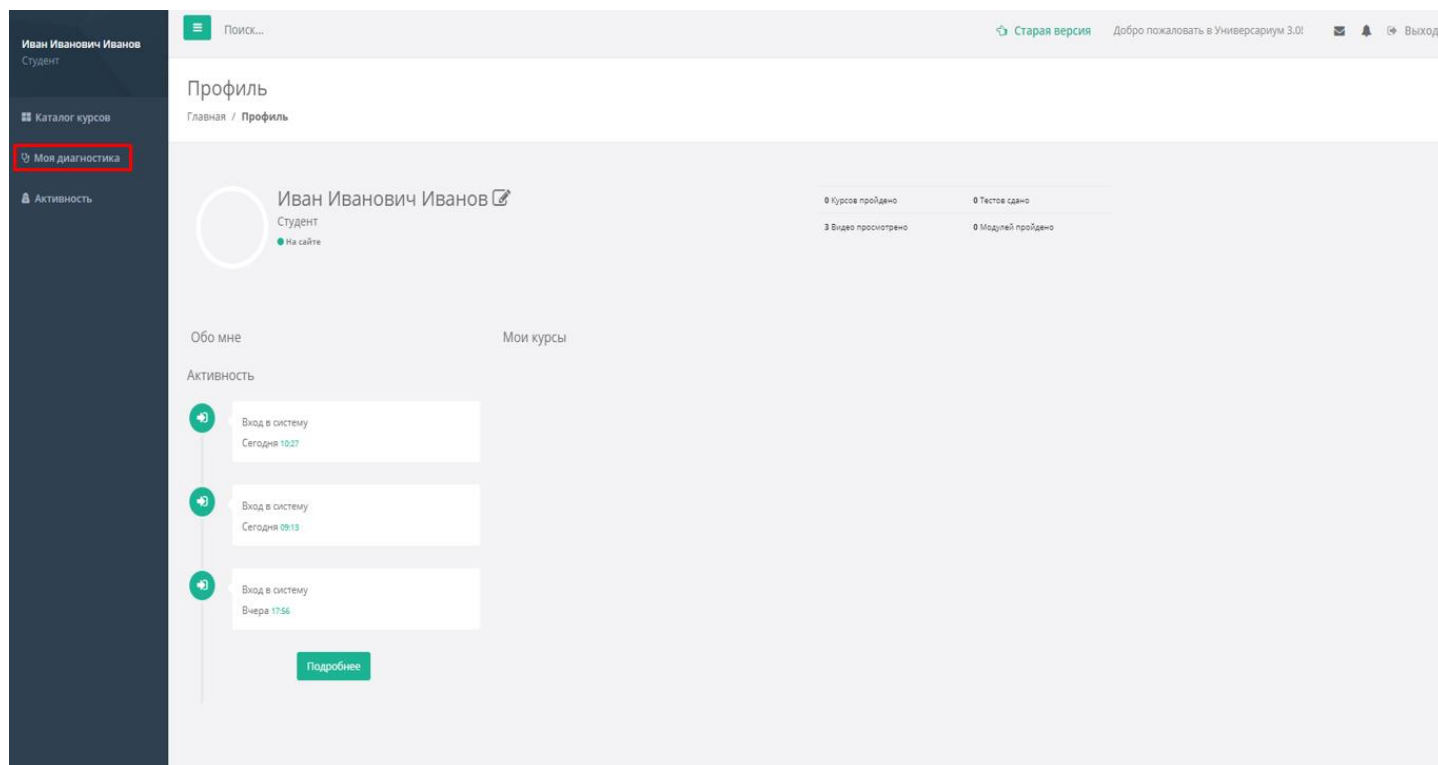 Иван Иванович Иванов
Студент
Каталог курсов
Моя диагностика
Активность
Поиск...
Старая версия
Добро пожаловать в Универсариум 3.0!
Выход
Профиль
Главная / Профиль
Иван Иванович Иванов
Студент
На сайте
0 Курсов пройдено
0 Тестов сдано
3 Видео просмотрено
0 Модулей пройдено
Обо мне
Мои курсы
Активность
Вход в систему
Сегодня 10:27
Вход в систему
Сегодня 09:13
Вход в систему
Вчера 17:56
Подробнее